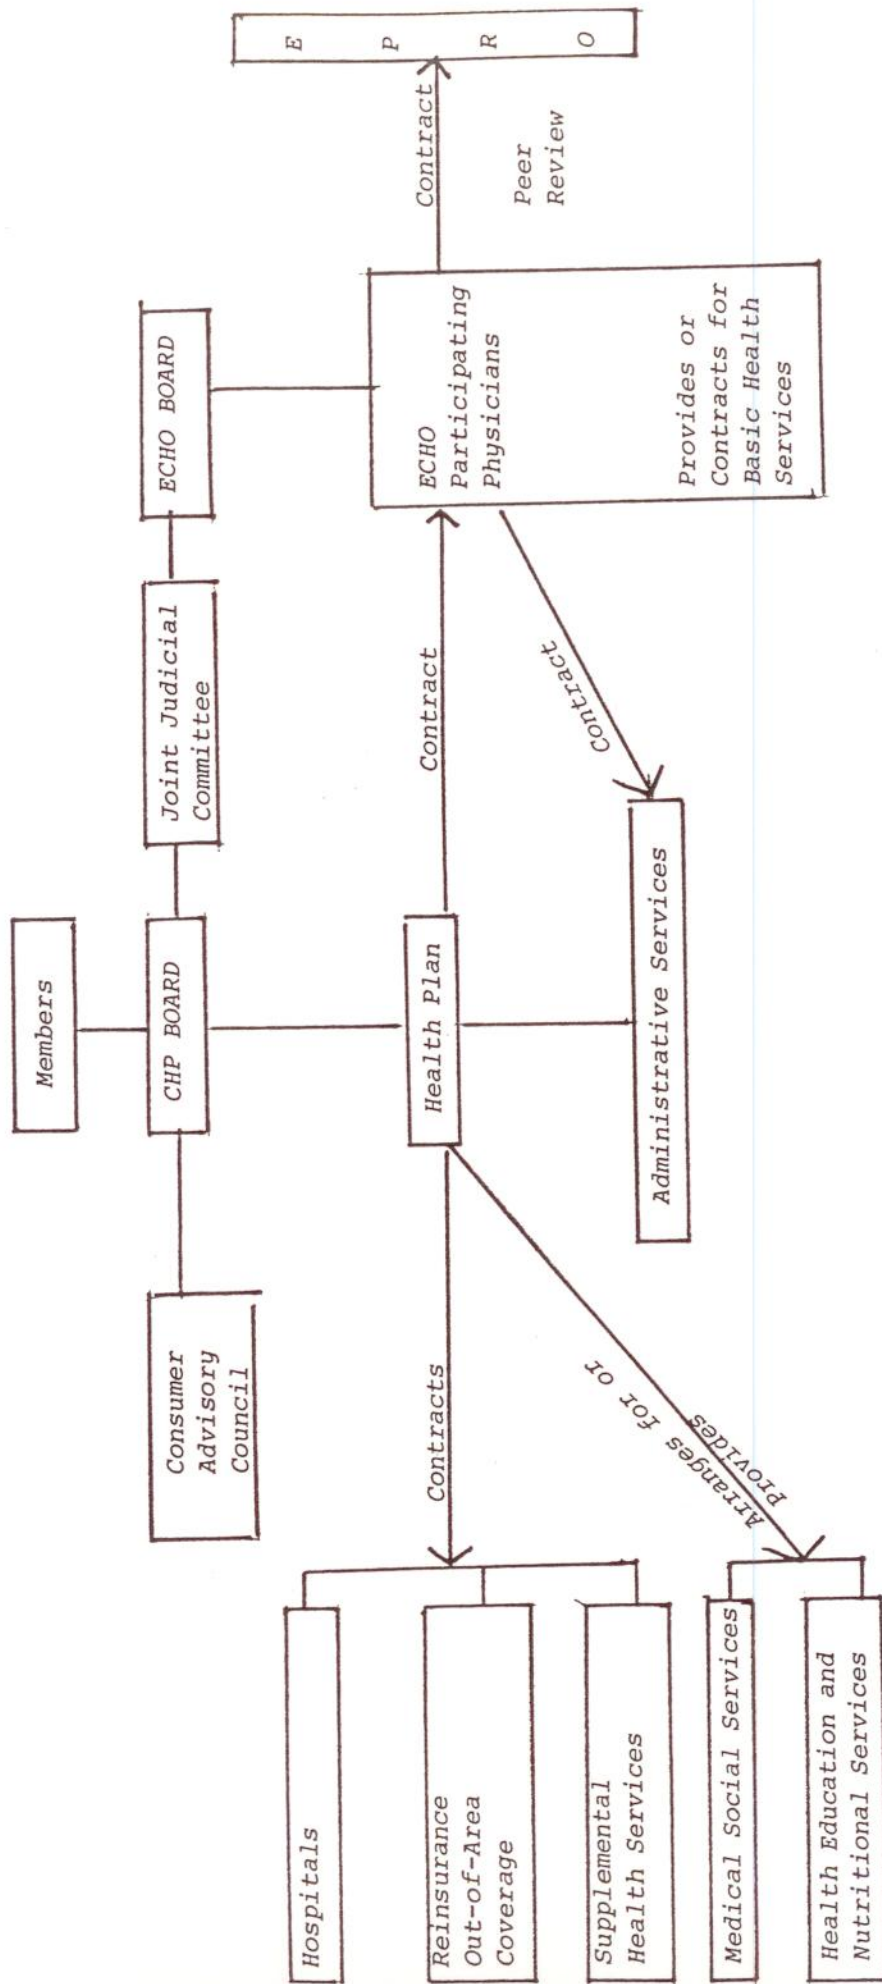 Members
Consumer
Advisory
Council
CHP BOARD
Joint Judicial
Committee
ECHO BOARD
Health Plan
Contracts
Contract
ECHO
Participating
Physicians
Provides or
Contracts for
Basic Health
Services
Contract
Peer
Review
E P R O
Arranges for or
Provides
Contract
Administrative Services
Hospitals
Reinsurance
Out-of-Area
Coverage
Supplemental
Health Services
Medical Social Services
Health Education and
Nutritional Services